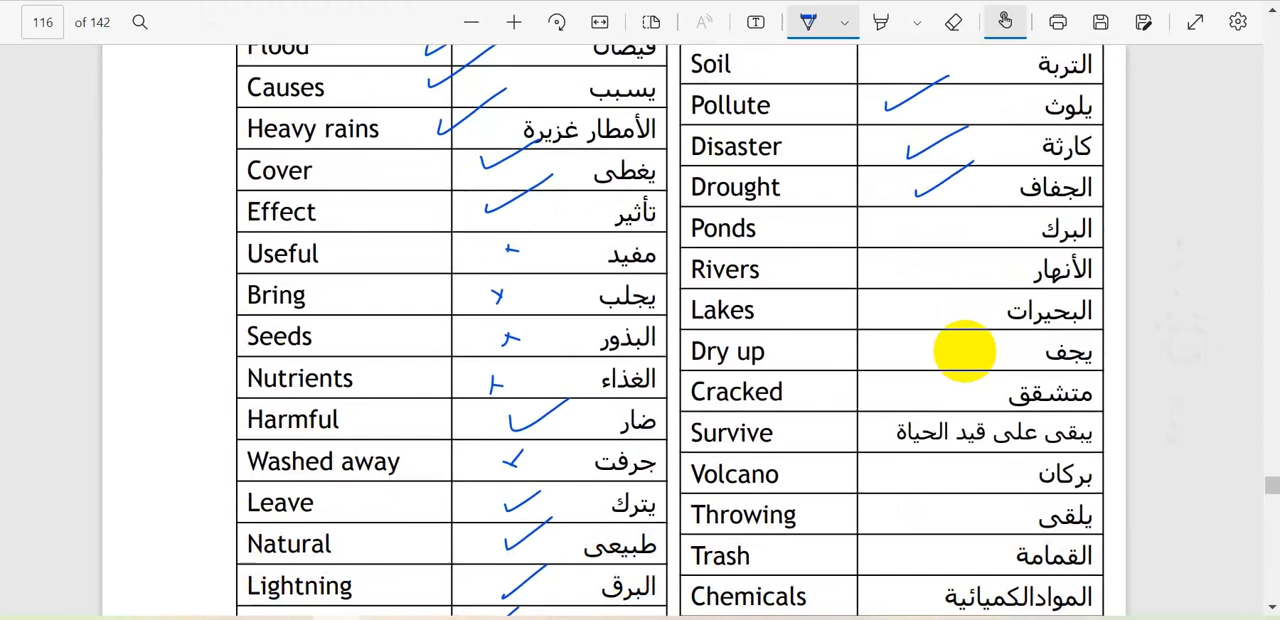 116 of 142
Flood فيضان
Causes يسبب
Heavy rains الأمطار غزيرة
Cover يغطى
Effect تأثير
Useful مفيد
Bring يجلب
Seeds البذور
Nutrients الغذاء
Harmful ضار
Washed away جرفت
Leave يترك
Natural طبيعى
Lightning البرق
Soil التربة
Pollute يلوث
Disaster كارثة
Drought الجفاف
Ponds البرك
Rivers الأنهار
Lakes البحيرات
Dry up يجف
Cracked متشقق
Survive يبقى على قيد الحياة
Volcano بركان
Throwing يلقى
Trash القمامة
Chemicals الموادالكميائية